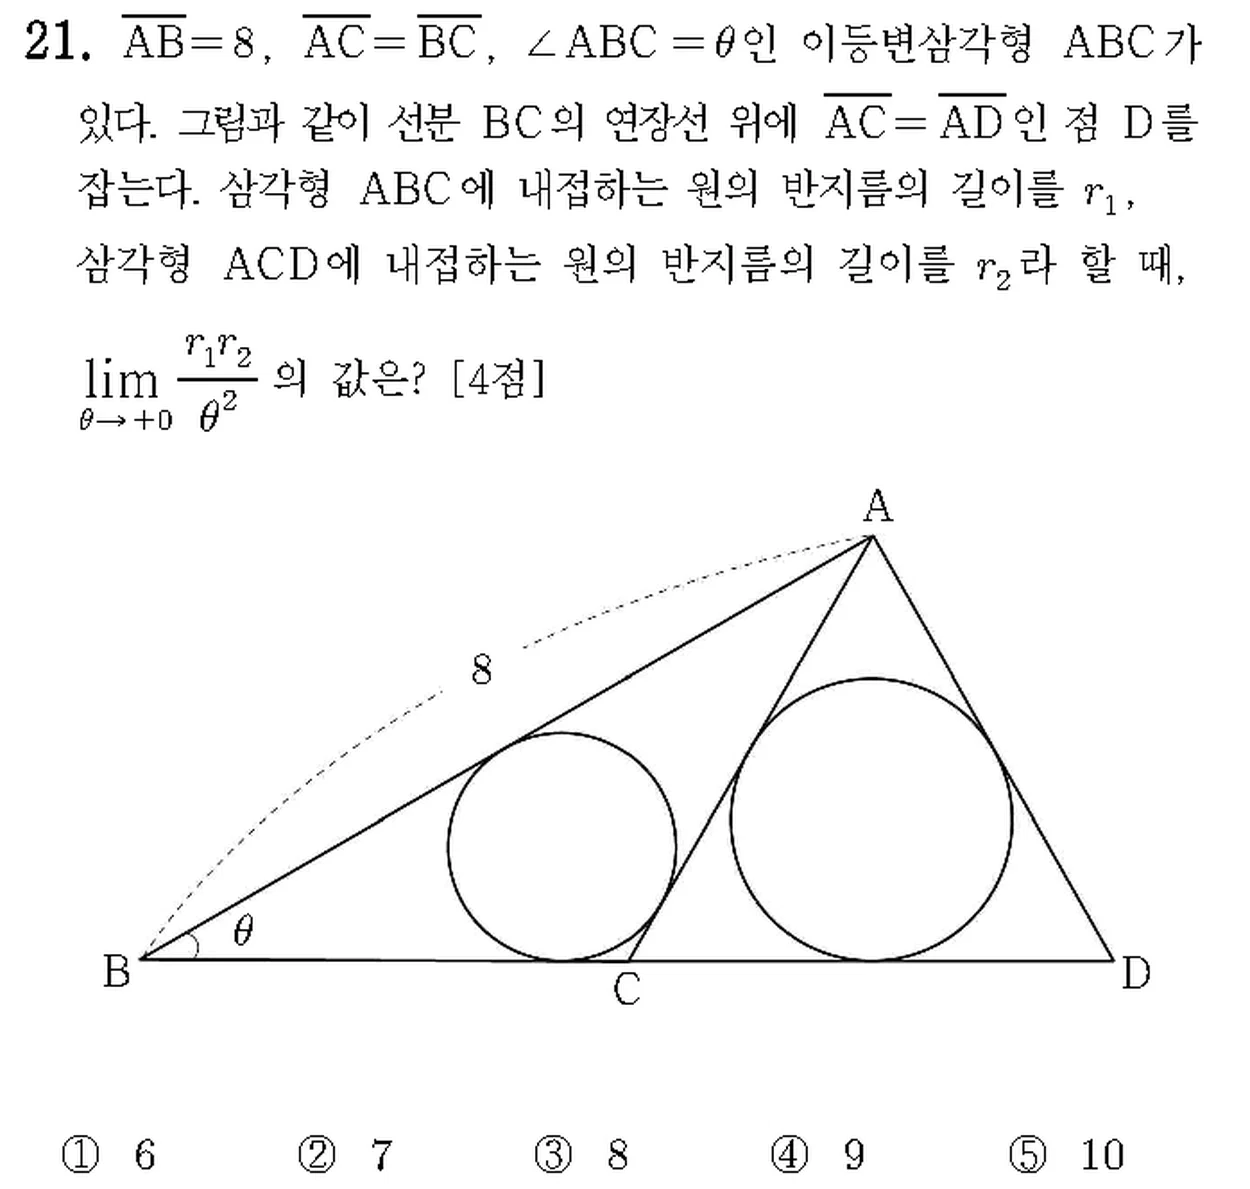 21. AB=8, AC=BC, ∠ABC=θ인 이등변삼각형 ABC가
있다. 그림과 같이 선분 BC의 연장선 위에 AC=AD인 점 D를
잡는다. 삼각형 ABC에 내접하는 원의 반지름의 길이를 r₁,
삼각형 ACD에 내접하는 원의 반지름의 길이를 r₂라 할 때,
lim θ→+0 r₁r₂/θ² 의 값은? [4점]
A
8
θ
B
C
D
① 6 ② 7 ③ 8 ④ 9 ⑤ 10